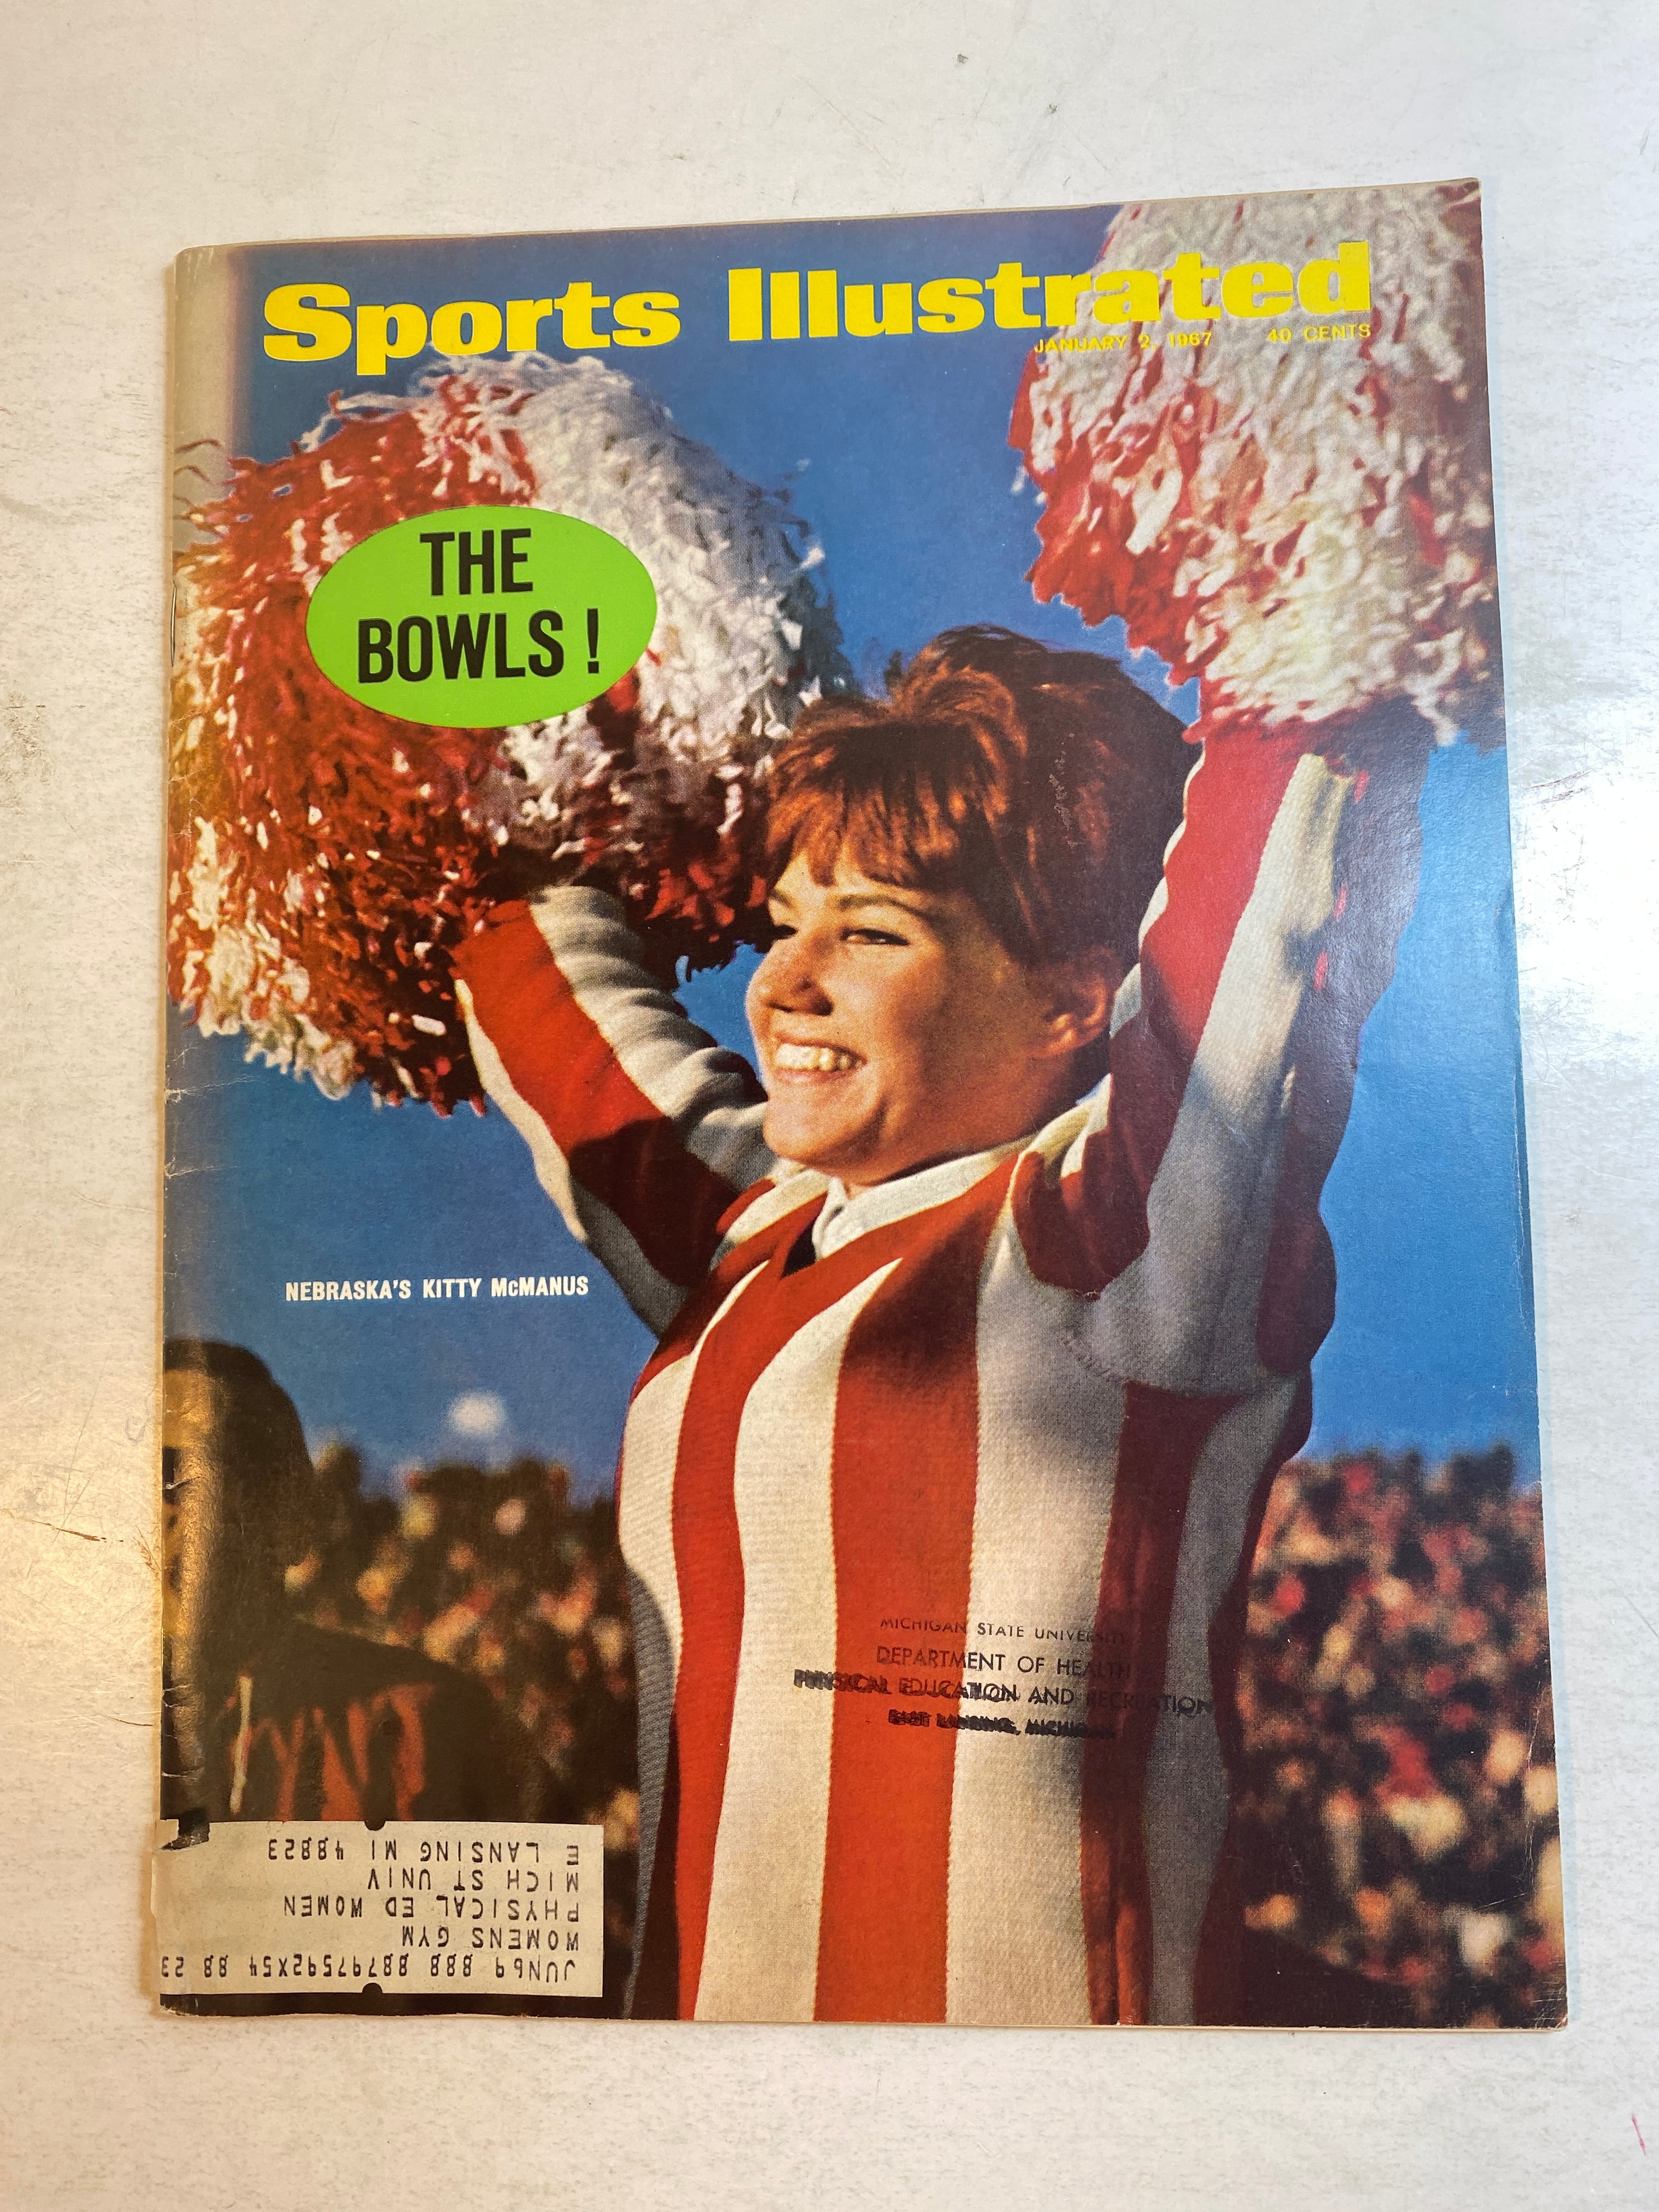 Sports Illustrated
JANUARY 2, 1967 40 CENTS
THE
BOWLS!
NEBRASKA'S KITTY McMANUS
MICHIGAN STATE UNIVERSITY
DEPARTMENT OF HEALTH
PHYSICAL EDUCATION AND RECREATION
EAST LANSING, MICHIGAN
JUN69 888 88797592X54 88 23
WOMENS GYM
PHYSICAL ED WOMEN
MICH ST UNIV
E LANSING MI 48823